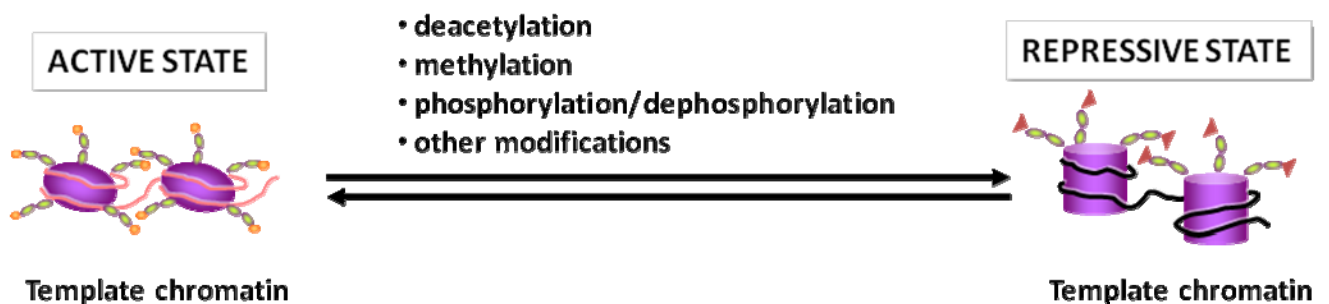 ACTIVE STATE
• deacetylation
• methylation
• phosphorylation/dephosphorylation
• other modifications
REPRESSIVE STATE
Template chromatin
Template chromatin